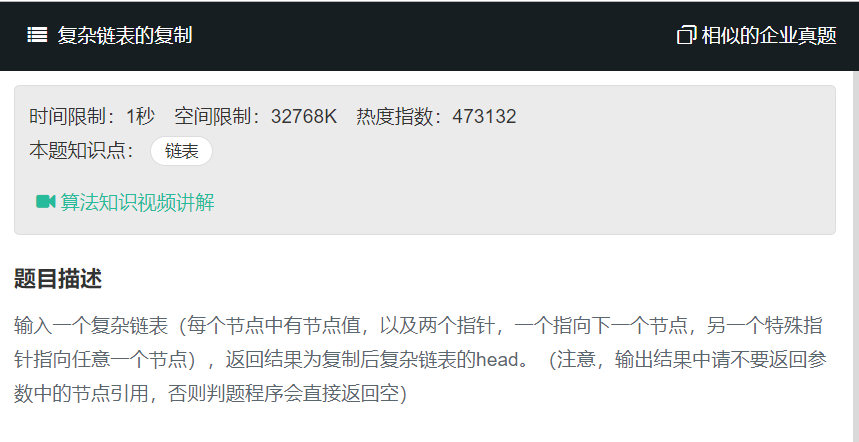 复杂链表的复制 相似的企业真题
时间限制：1秒 空间限制：32768K 热度指数：473132
本题知识点： 链表
算法知识视频讲解
题目描述
输入一个复杂链表（每个节点中有节点值，以及两个指针，一个指向下一个节点，另一个特殊指
针指向任意一个节点），返回结果为复制后复杂链表的head。（注意，输出结果中请不要返回参
数中的节点引用，否则判题程序会直接返回空）